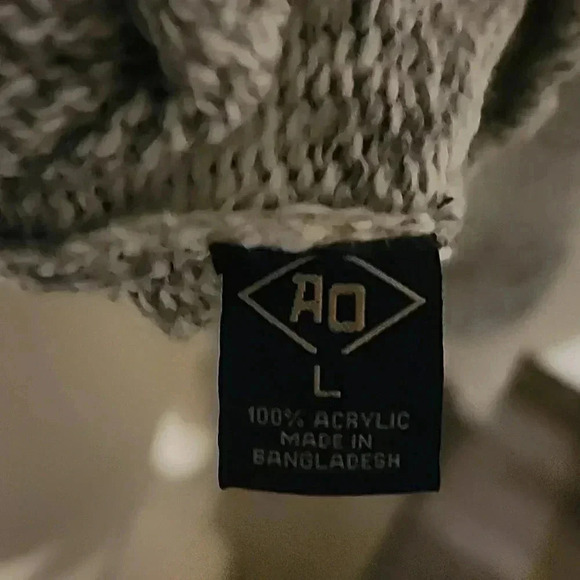 AO
L
100% ACRYLIC
MADE IN
BANGLADESH